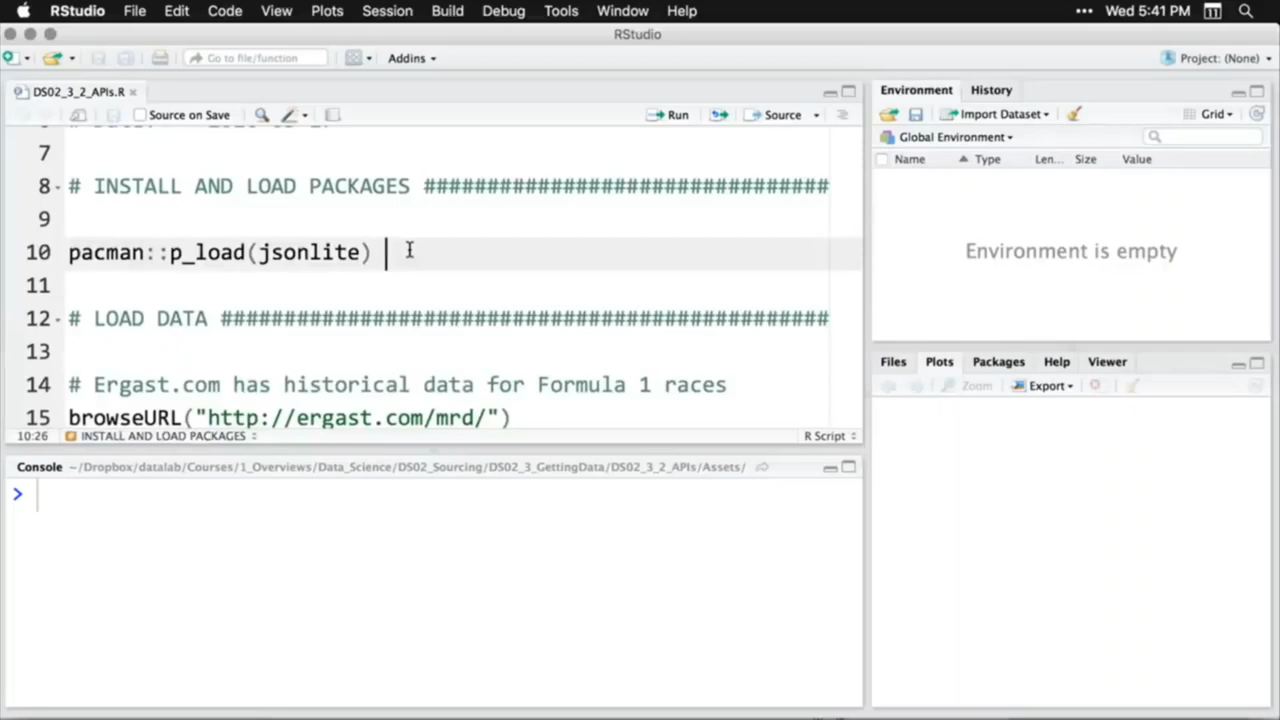 RStudio File Edit Code View Plots Session Build Debug Tools Window Help ••• Wed 5:41 PM 11
RStudio
Go to file/function Addins Project: (None)
DS02_3_2_APIs.R
Source on Save Run Source
7
8 # INSTALL AND LOAD PACKAGES ################################
9
10 pacman::p_load(jsonlite)
11
12 # LOAD DATA ################################################
13
14 # Ergast.com has historical data for Formula 1 races
15 browseURL("http://ergast.com/mrd/")
10:26 INSTALL AND LOAD PACKAGES R Script
Console ~/Dropbox/datalab/Courses/1_Overviews/Data_Science/DS02_Sourcing/DS02_3_GettingData/DS02_3_2_APIs/Assets/
>
Environment History
Import Dataset Grid
Global Environment
Name Type Len... Size Value
Environment is empty
Files Plots Packages Help Viewer
Zoom Export